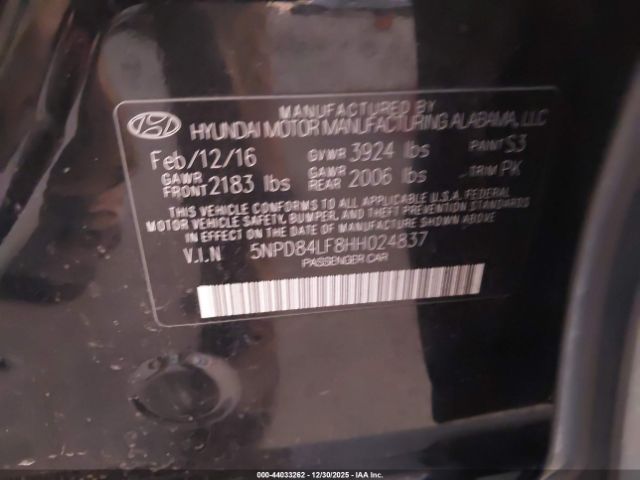 MANUFACTURED BY
HYUNDAI MOTOR MANUFACTURING ALABAMA, LLC
Feb/12/16 GVWR 3924 lbs PAINT S3
GAWR FRONT 2183 lbs GAWR REAR 2006 lbs TRIM PK
THIS VEHICLE CONFORMS TO ALL APPLICABLE U.S.A. FEDERAL
MOTOR VEHICLE SAFETY, BUMPER, AND THEFT PREVENTION STANDARDS
IN EFFECT ON THE DATE OF MANUFACTURE SHOWN ABOVE.
V.I.N 5NPD84LF8HH024837
PASSENGER CAR
000-44033262 - 12/30/2025 - IAA Inc.